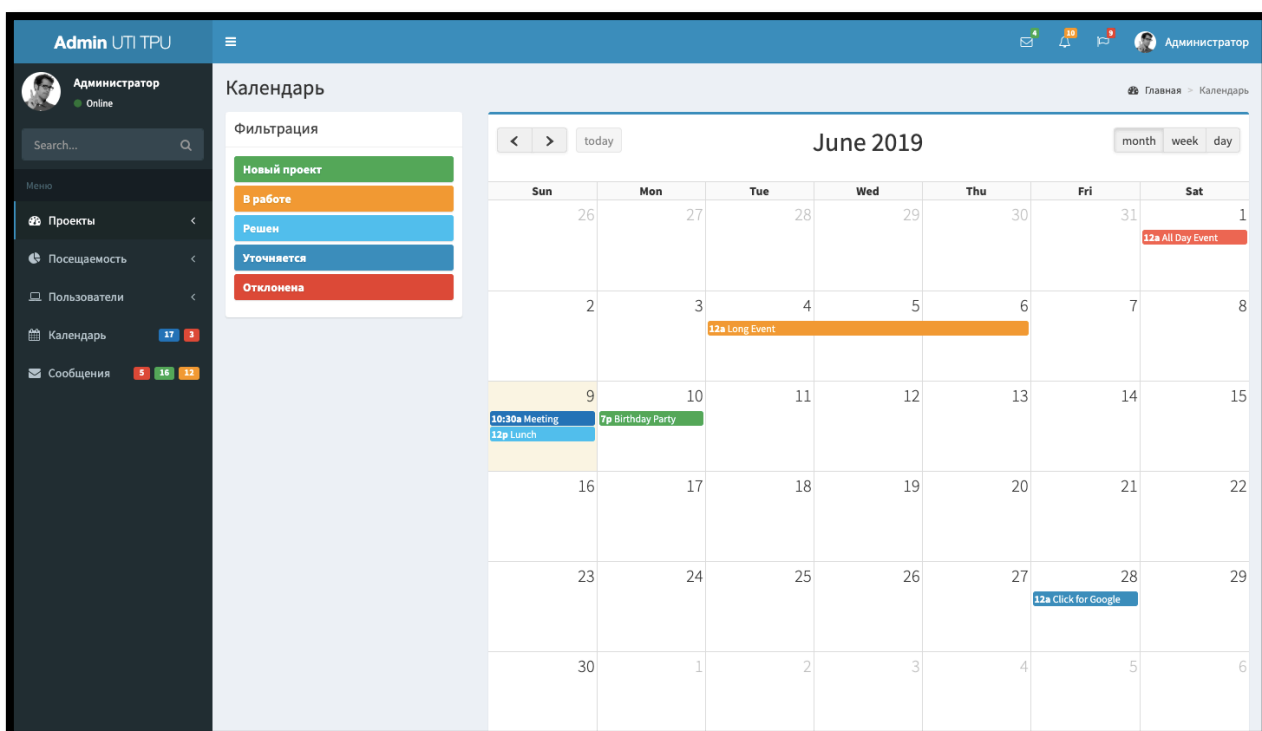 Admin UTI TPU
4
10
9
Администратор
Администратор
Online
Search...
Меню
Проекты
Посещаемость
Пользователи
Календарь 17 3
Сообщения 5 16 12
Календарь
Главная > Календарь
Фильтрация
Новый проект
В работе
Решен
Уточняется
Отклонена
today
June 2019
month week day
Sun Mon Tue Wed Thu Fri Sat
26 27 28 29 30 31 1
12a All Day Event
2 3 4 5 6 7 8
12a Long Event
9 10 11 12 13 14 15
10:30a Meeting 7p Birthday Party
12p Lunch
16 17 18 19 20 21 22
23 24 25 26 27 28 29
12a Click for Google
30 1 2 3 4 5 6